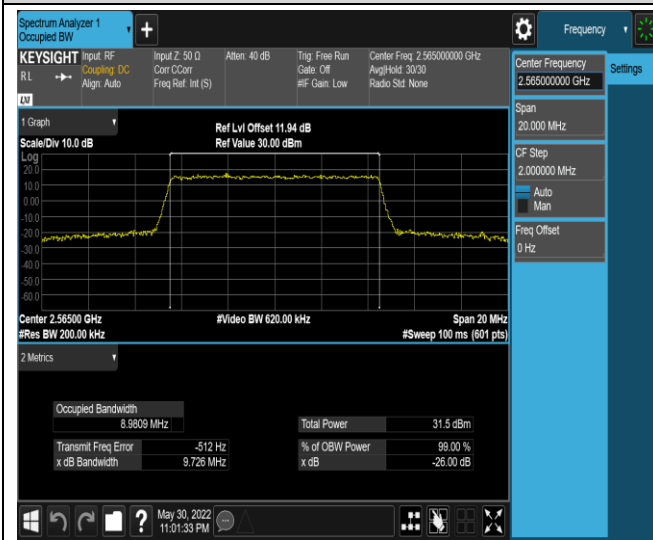 Spectrum Analyzer 1
Occupied BW
+
Frequency
KEYSIGHT
RL
LXI
Input: RF
Coupling: DC
Align: Auto
Input Z: 50 Ω
Corr CCorr
Freq Ref: Int (S)
Atten: 40 dB
Trig: Free Run
Gate: Off
#IF Gain: Low
Center Freq: 2.565000000 GHz
Avg|Hold: 30/30
Radio Std: None
Center Frequency
2.565000000 GHz
Settings
Span
20.000 MHz
CF Step
2.000000 MHz
Auto
Man
Freq Offset
0 Hz
1 Graph
Scale/Div 10.0 dB
Ref Lvl Offset 11.94 dB
Ref Value 30.00 dBm
Log
20.0
10.0
0.00
-10.0
-20.0
-30.0
-40.0
-50.0
-60.0
Center 2.56500 GHz
#Video BW 620.00 kHz
Span 20 MHz
#Res BW 200.00 kHz
#Sweep 100 ms (601 pts)
2 Metrics
Occupied Bandwidth
8.9809 MHz
Total Power 31.5 dBm
Transmit Freq Error -512 Hz
% of OBW Power 99.00 %
x dB Bandwidth 9.726 MHz
x dB -26.00 dB
?
May 30, 2022
11:01:33 PM